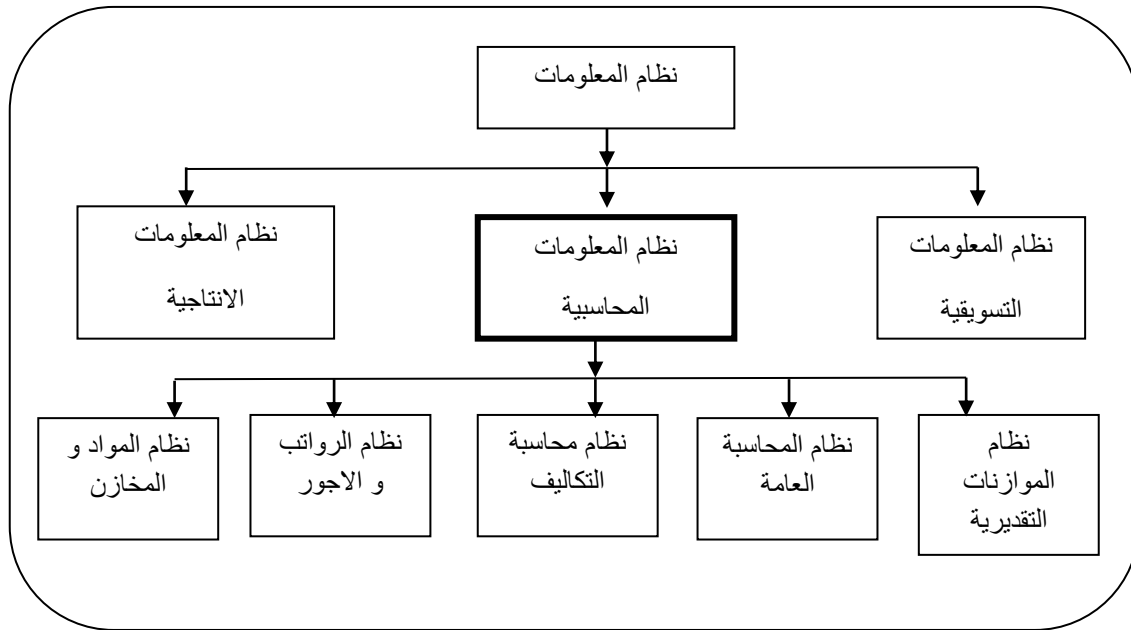 نظام المعلومات
نظام المعلومات
التسويقية
نظام المعلومات
المحاسبية
نظام المعلومات
الانتاجية
نظام
الموازنات
التقديرية
نظام المحاسبة
العامة
نظام محاسبة
التكاليف
نظام الرواتب
و الاجور
نظام المواد و
المخازن